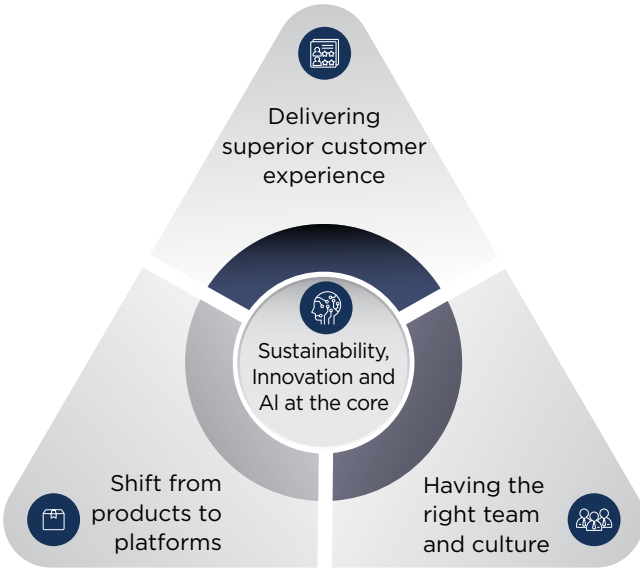 Delivering
superior customer
experience
Sustainability,
Innovation and
AI at the core
Shift from
products to
platforms
Having the
right team
and culture